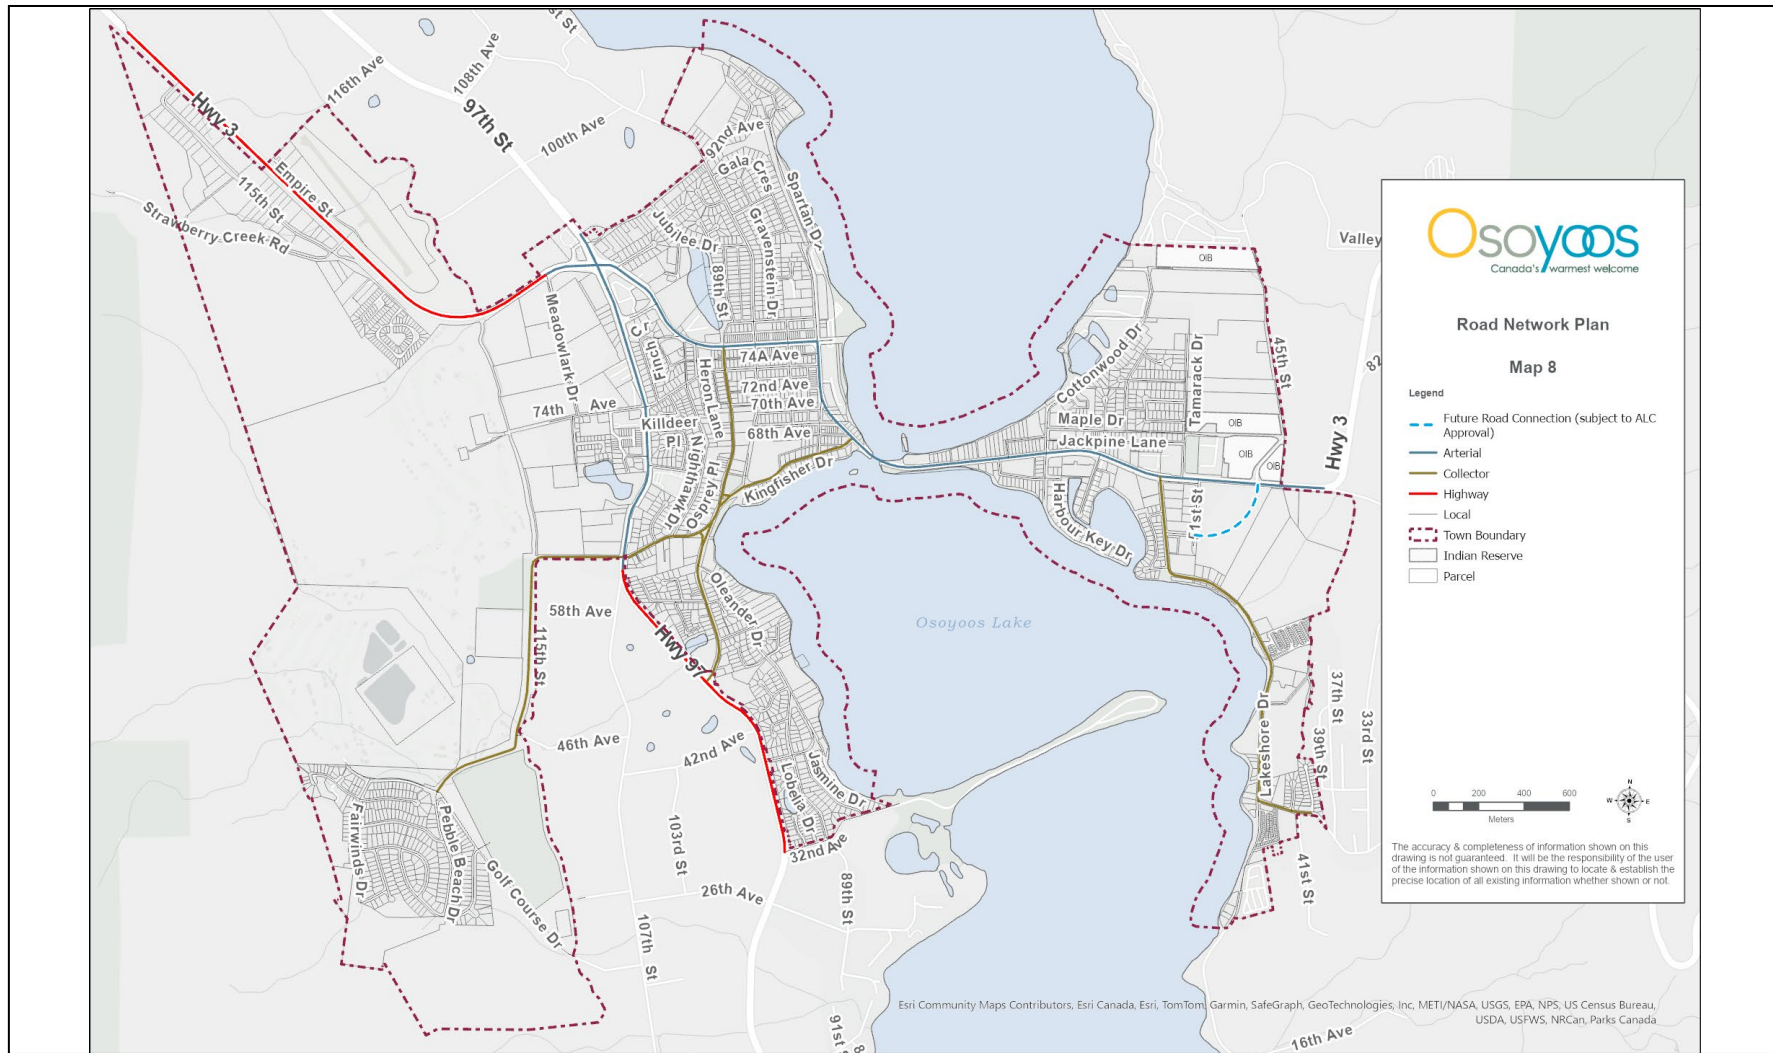 st St
108th Ave
116th Ave
97th St
Hwy 3
100th Ave
92nd Ave
Gala Cres
Empire St
115th St
Strawberry Creek Rd
Spartan Dr
Jubilee Dr
Gravenstein Dr
89th St
Meadowlark Dr
Finch Cr
Heron Lane
74A Ave
72nd Ave
70th Ave
74th Ave
Killdeer Pl
68th Ave
Nighthawk Dr
Osprey Pl
Kingfisher Dr
OIB
Valley
45th St
82
Cottonwood Dr
Tamarack Dr
Maple Dr
OIB
Jackpine Lane
OIB
OIB
Hwy 3
Harbour Key Dr
51st St
Oleander Dr
58th Ave
Hwy 97
115th St
Osoyoos Lake
46th Ave
42nd Ave
Lobelia Dr
Jasmine Dr
Lakeshore Dr
37th St
33rd St
39th St
41st St
32nd Ave
Fairwinds Dr
Pebble Beach Dr
Golf Course Dr
103rd St
26th Ave
89th St
107th St
91st St
8
16th Ave
Osoyoos
Canada's warmest welcome
Road Network Plan
Map 8
Legend
Future Road Connection (subject to ALC
Approval)
Arterial
Collector
Highway
Local
Town Boundary
Indian Reserve
Parcel
0 200 400 600
Meters
N
W E
S
The accuracy & completeness of information shown on this
drawing is not guaranteed. It will be the responsibility of the user
of the information shown on this drawing to locate & establish the
precise location of all existing information whether shown or not.
Esri Community Maps Contributors, Esri Canada, Esri, TomTom, Garmin, SafeGraph, GeoTechnologies, Inc, METI/NASA, USGS, EPA, NPS, US Census Bureau,
USDA, USFWS, NRCan, Parks Canada